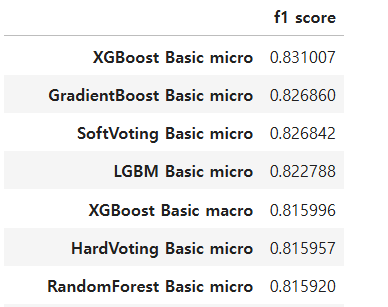 f1 score
XGBoost Basic micro 0.831007
GradientBoost Basic micro 0.826860
SoftVoting Basic micro 0.826842
LGBM Basic micro 0.822788
XGBoost Basic macro 0.815996
HardVoting Basic micro 0.815957
RandomForest Basic micro 0.815920